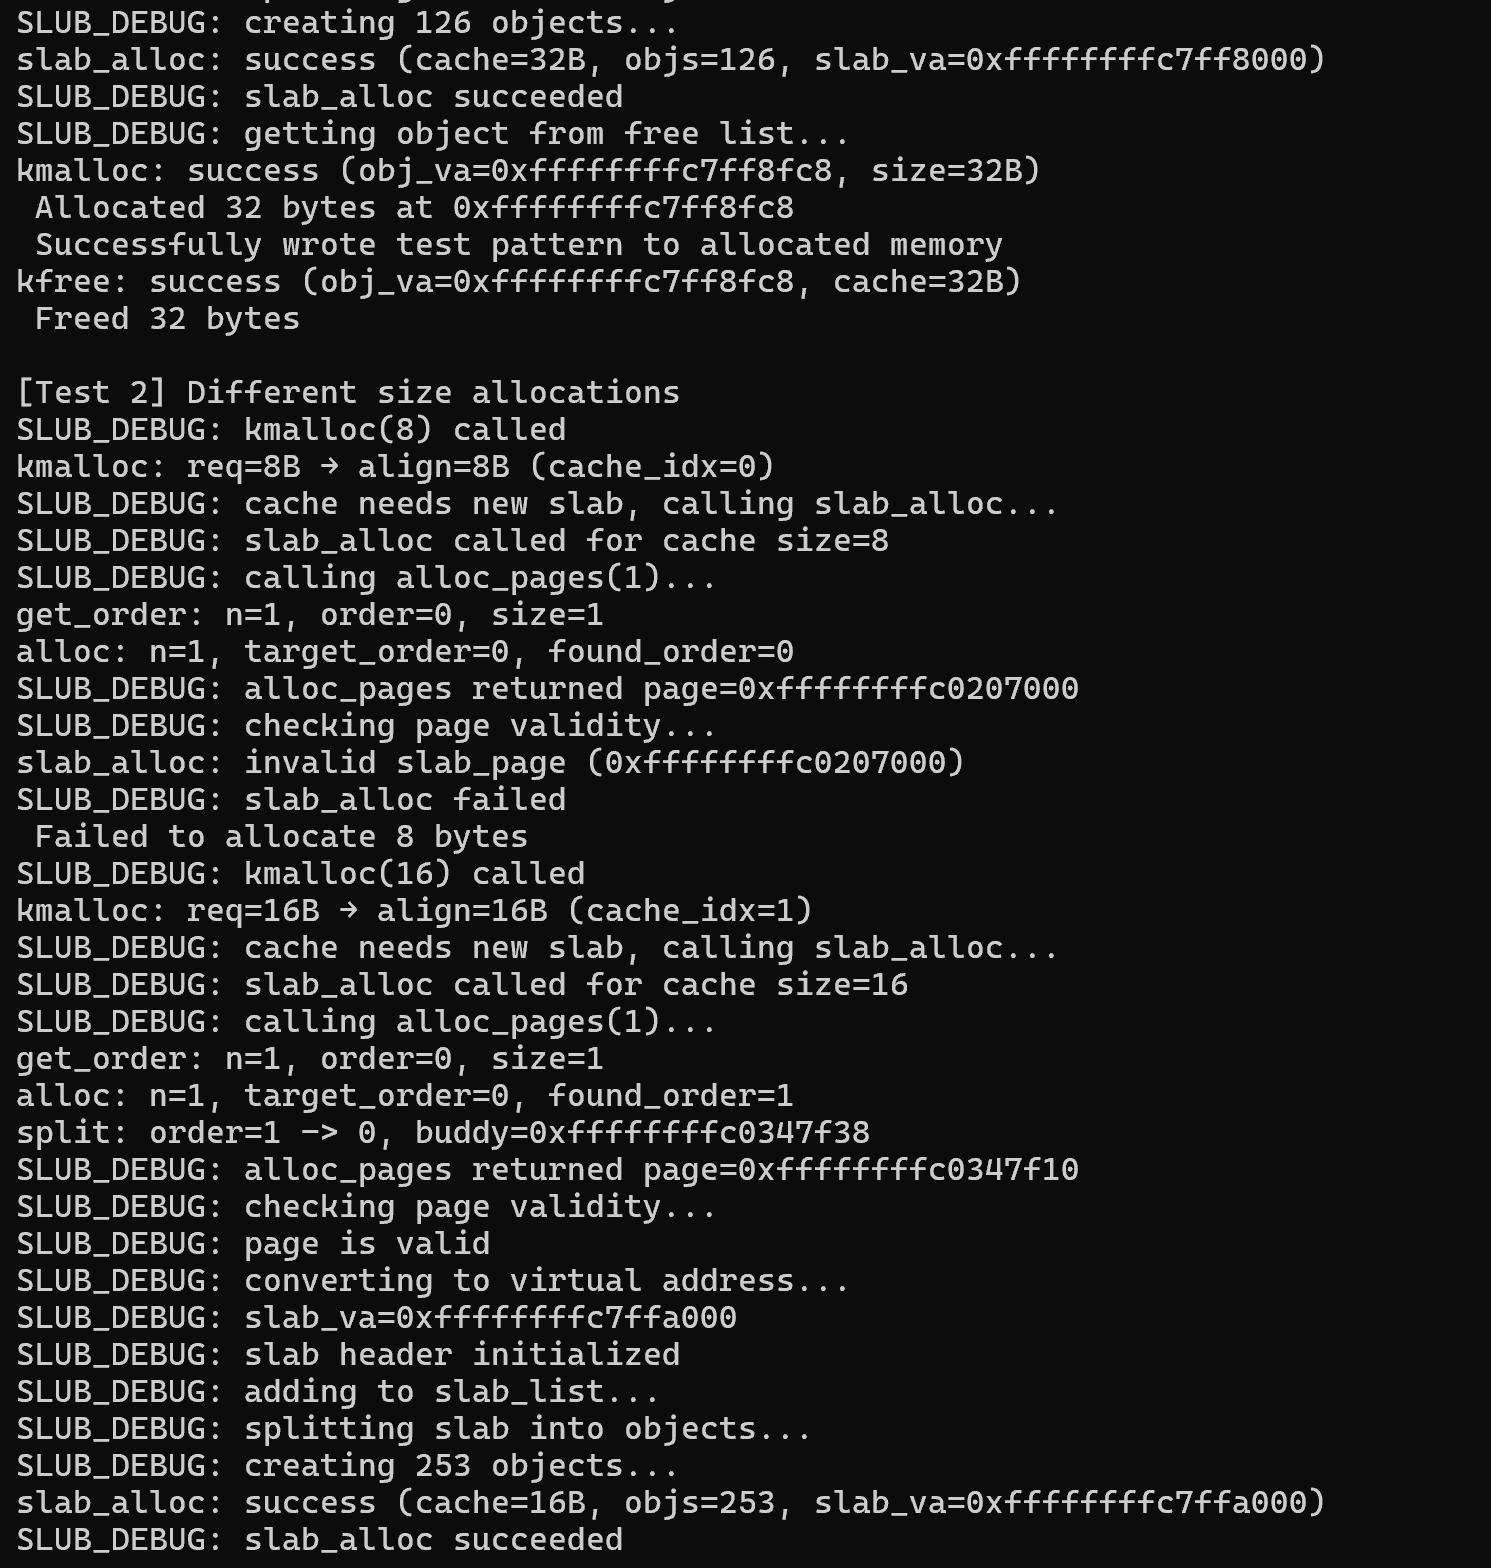 SLUB_DEBUG: creating 126 objects...
slab_alloc: success (cache=32B, objs=126, slab_va=0xffffffffc7ff8000)
SLUB_DEBUG: slab_alloc succeeded
SLUB_DEBUG: getting object from free list...
kmalloc: success (obj_va=0xffffffffc7ff8fc8, size=32B)
 Allocated 32 bytes at 0xffffffffc7ff8fc8
 Successfully wrote test pattern to allocated memory
kfree: success (obj_va=0xffffffffc7ff8fc8, cache=32B)
 Freed 32 bytes

[Test 2] Different size allocations
SLUB_DEBUG: kmalloc(8) called
kmalloc: req=8B → align=8B (cache_idx=0)
SLUB_DEBUG: cache needs new slab, calling slab_alloc...
SLUB_DEBUG: slab_alloc called for cache size=8
SLUB_DEBUG: calling alloc_pages(1)...
get_order: n=1, order=0, size=1
alloc: n=1, target_order=0, found_order=0
SLUB_DEBUG: alloc_pages returned page=0xffffffffc0207000
SLUB_DEBUG: checking page validity...
slab_alloc: invalid slab_page (0xffffffffc0207000)
SLUB_DEBUG: slab_alloc failed
 Failed to allocate 8 bytes
SLUB_DEBUG: kmalloc(16) called
kmalloc: req=16B → align=16B (cache_idx=1)
SLUB_DEBUG: cache needs new slab, calling slab_alloc...
SLUB_DEBUG: slab_alloc called for cache size=16
SLUB_DEBUG: calling alloc_pages(1)...
get_order: n=1, order=0, size=1
alloc: n=1, target_order=0, found_order=1
split: order=1 -> 0, buddy=0xffffffffc0347f38
SLUB_DEBUG: alloc_pages returned page=0xffffffffc0347f10
SLUB_DEBUG: checking page validity...
SLUB_DEBUG: page is valid
SLUB_DEBUG: converting to virtual address...
SLUB_DEBUG: slab_va=0xffffffffc7ffa000
SLUB_DEBUG: slab header initialized
SLUB_DEBUG: adding to slab_list...
SLUB_DEBUG: splitting slab into objects...
SLUB_DEBUG: creating 253 objects...
slab_alloc: success (cache=16B, objs=253, slab_va=0xffffffffc7ffa000)
SLUB_DEBUG: slab_alloc succeeded